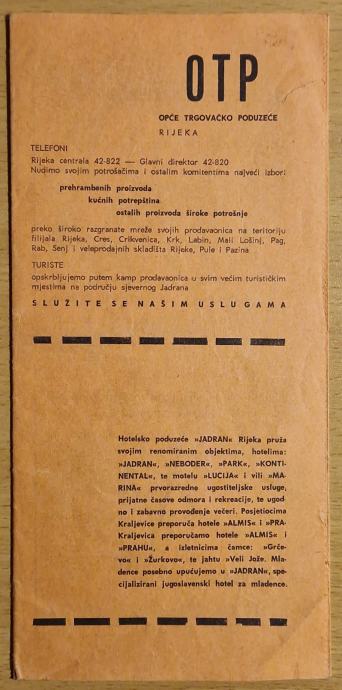 OTP
OPĆE TRGOVAČKO PODUZEĆE
RIJEKA
TELEFONI
Rijeka centrala 42-822 — Glavni direktor 42-820
Nudimo svojim potrošačima i ostalim komitentima najveći izbor:
prehrambenih proizvoda
kućnih potrepština
ostalih proizvoda široke potrošnje
preko široko razgranate mreže svojih prodavaonica na teritoriju
filijala Rijeka, Cres, Crikvenica, Krk, Labin, Mali Lošinj, Pag,
Rab, Senj i veleprodajnih skladišta Rijeke, Pule i Pazina
TURISTE
opskrbljujemo putem kamp prodavaonica u svim većim turističkim
mjestima na području sjevernog Jadrana
SLUŽITE SE NAŠIM USLUGAMA
Hotelsko poduzeće »JADRAN« Rijeka pruža
svojim renomiranim objektima, hotelima:
»JADRAN«, »NEBODER«, »PARK«, »KONTI-
NENTAL«, te motelu »LUCIJA« i vili »MA-
RINA« prvorazredne ugostiteljske usluge,
prijatne časove odmora i rekreacije, te ugod-
no i zabavno provođenje večeri. Posjetiocima
Kraljevice preporuča hotele »ALMIS« i »PRA-
Kraljevica preporučamo hotele »ALMIS« i
»PRAHU«, a izletnicima čamce: »Grče-
vo« i »Žurkovo«, te jahtu »Veli Jože. Mla-
dence posebno upućujemo u »JADRAN«, spe-
cijalizirani jugoslavenski hotel za mladence.